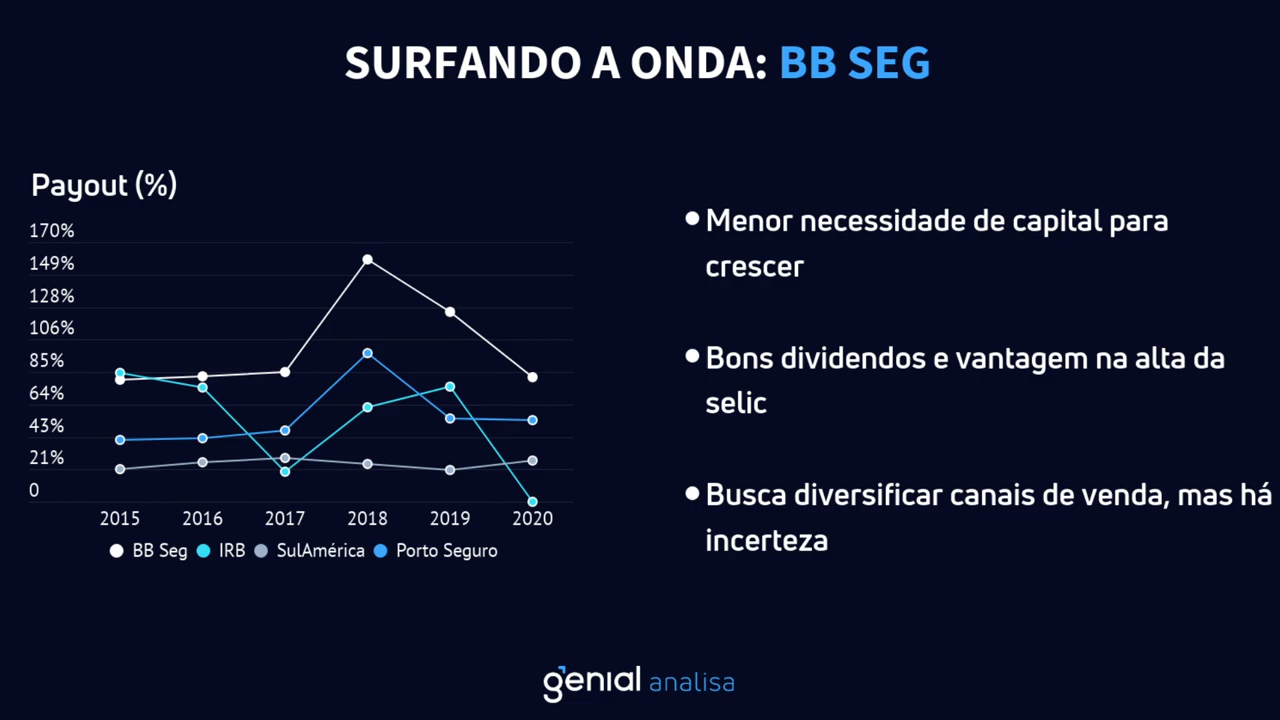 SURFANDO A ONDA: BB SEG
Payout (%)
170%
149%
128%
106%
85%
64%
43%
21%
0
2015 2016 2017 2018 2019 2020
BB Seg IRB SulAmérica Porto Seguro
Menor necessidade de capital para
crescer
Bons dividendos e vantagem na alta da
selic
Busca diversificar canais de venda, mas há
incerteza
genial analisa